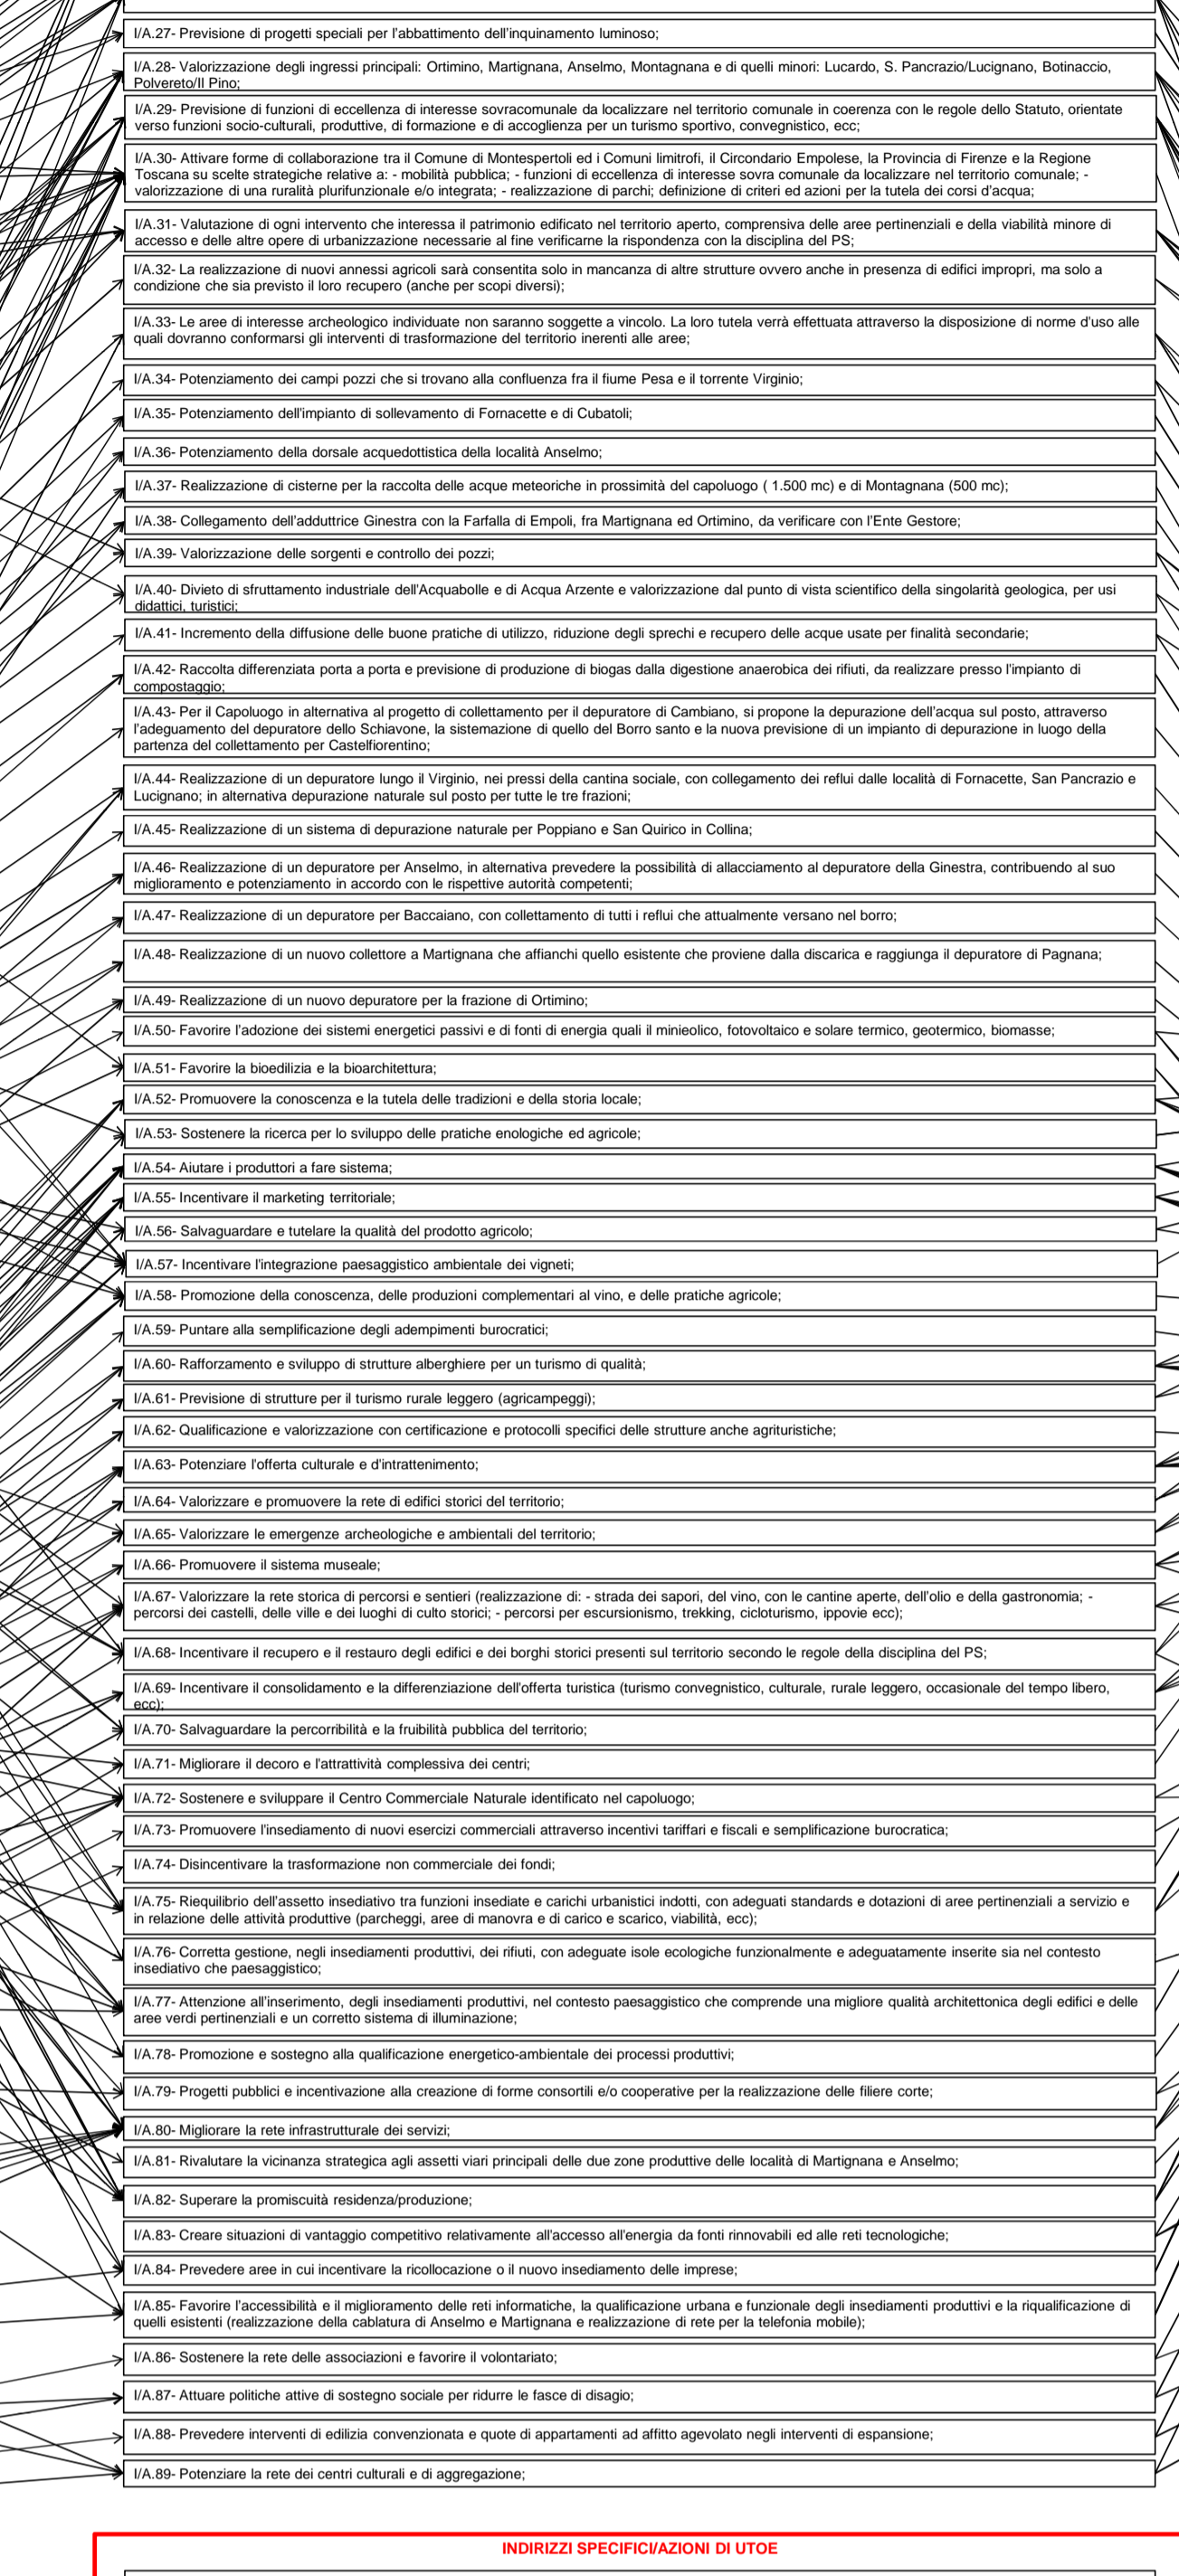 I/A.27- Previsione di progetti speciali per l'abbattimento dell'inquinamento luminoso;
I/A.28- Valorizzazione degli ingressi principali: Ortimino, Martignana, Anselmo, Montagnana e di quelli minori: Lucardo, S. Pancrazio/Lucignano, Botinaccio,
Polvereto/Il Pino;
I/A.29- Previsione di funzioni di eccellenza di interesse sovracomunale da localizzare nel territorio comunale in coerenza con le regole dello Statuto, orientate
verso funzioni socio-culturali, produttive, di formazione e di accoglienza per un turismo sportivo, convegnistico, ecc;
I/A.30- Attivare forme di collaborazione tra il Comune di Montespertoli ed i Comuni limitrofi, il Circondario Empolese, la Provincia di Firenze e la Regione
Toscana su scelte strategiche relative a: - mobilità pubblica; - funzioni di eccellenza di interesse sovra comunale da localizzare nel territorio comunale; -
valorizzazione di una ruralità plurifunzionale e/o integrata; - realizzazione di parchi; definizione di criteri ed azioni per la tutela dei corsi d'acqua;
I/A.31- Valutazione di ogni intervento che interessa il patrimonio edificato nel territorio aperto, comprensiva delle aree pertinenziali e della viabilità minore di
accesso e delle altre opere di urbanizzazione necessarie al fine verificarne la rispondenza con la disciplina del PS;
I/A.32- La realizzazione di nuovi annessi agricoli sarà consentita solo in mancanza di altre strutture ovvero anche in presenza di edifici impropri, ma solo a
condizione che sia previsto il loro recupero (anche per scopi diversi);
I/A.33- Le aree di interesse archeologico individuate non saranno soggette a vincolo. La loro tutela verrà effettuata attraverso la disposizione di norme d'uso alle
quali dovranno conformarsi gli interventi di trasformazione del territorio inerenti alle aree;
I/A.34- Potenziamento dei campi pozzi che si trovano alla confluenza fra il fiume Pesa e il torrente Virginio;
I/A.35- Potenziamento dell'impianto di sollevamento di Fornacette e di Cubatoli;
I/A.36- Potenziamento della dorsale acquedottistica della località Anselmo;
I/A.37- Realizzazione di cisterne per la raccolta delle acque meteoriche in prossimità del capoluogo ( 1.500 mc) e di Montagnana (500 mc);
I/A.38- Collegamento dell'adduttrice Ginestra con la Farfalla di Empoli, fra Martignana ed Ortimino, da verificare con l'Ente Gestore;
I/A.39- Valorizzazione delle sorgenti e controllo dei pozzi;
I/A.40- Divieto di sfruttamento industriale dell'Acquabolle e di Acqua Arzente e valorizzazione dal punto di vista scientifico della singolarità geologica, per usi
didattici, turistici;
I/A.41- Incremento della diffusione delle buone pratiche di utilizzo, riduzione degli sprechi e recupero delle acque usate per finalità secondarie;
I/A.42- Raccolta differenziata porta a porta e previsione di produzione di biogas dalla digestione anaerobica dei rifiuti, da realizzare presso l'impianto di
compostaggio;
I/A.43- Per il Capoluogo in alternativa al progetto di collettamento per il depuratore di Cambiano, si propone la depurazione dell'acqua sul posto, attraverso
l'adeguamento del depuratore dello Schiavone, la sistemazione di quello del Borro santo e la nuova previsione di un impianto di depurazione in luogo della
partenza del collettamento per Castelfiorentino;
I/A.44- Realizzazione di un depuratore lungo il Virginio, nei pressi della cantina sociale, con collegamento dei reflui dalle località di Fornacette, San Pancrazio e
Lucignano; in alternativa depurazione naturale sul posto per tutte le tre frazioni;
I/A.45- Realizzazione di un sistema di depurazione naturale per Poppiano e San Quirico in Collina;
I/A.46- Realizzazione di un depuratore per Anselmo, in alternativa prevedere la possibilità di allacciamento al depuratore della Ginestra, contribuendo al suo
miglioramento e potenziamento in accordo con le rispettive autorità competenti;
I/A.47- Realizzazione di un depuratore per Baccaiano, con collettamento di tutti i reflui che attualmente versano nel borro;
I/A.48- Realizzazione di un nuovo collettore a Martignana che affianchi quello esistente che proviene dalla discarica e raggiunga il depuratore di Pagnana;
I/A.49- Realizzazione di un nuovo depuratore per la frazione di Ortimino;
I/A.50- Favorire l'adozione dei sistemi energetici passivi e di fonti di energia quali il minieolico, fotovoltaico e solare termico, geotermico, biomasse;
I/A.51- Favorire la bioedilizia e la bioarchitettura;
I/A.52- Promuovere la conoscenza e la tutela delle tradizioni e della storia locale;
I/A.53- Sostenere la ricerca per lo sviluppo delle pratiche enologiche ed agricole;
I/A.54- Aiutare i produttori a fare sistema;
I/A.55- Incentivare il marketing territoriale;
I/A.56- Salvaguardare e tutelare la qualità del prodotto agricolo;
I/A.57- Incentivare l'integrazione paesaggistico ambientale dei vigneti;
I/A.58- Promozione della conoscenza, delle produzioni complementari al vino, e delle pratiche agricole;
I/A.59- Puntare alla semplificazione degli adempimenti burocratici;
I/A.60- Rafforzamento e sviluppo di strutture alberghiere per un turismo di qualità;
I/A.61- Previsione di strutture per il turismo rurale leggero (agricampeggi);
I/A.62- Qualificazione e valorizzazione con certificazione e protocolli specifici delle strutture anche agrituristiche;
I/A.63- Potenziare l'offerta culturale e d'intrattenimento;
I/A.64- Valorizzare e promuovere la rete di edifici storici del territorio;
I/A.65- Valorizzare le emergenze archeologiche e ambientali del territorio;
I/A.66- Promuovere il sistema museale;
I/A.67- Valorizzare la rete storica di percorsi e sentieri (realizzazione di: - strada dei sapori, del vino, con le cantine aperte, dell'olio e della gastronomia; -
percorsi dei castelli, delle ville e dei luoghi di culto storici; - percorsi per escursionismo, trekking, cicloturismo, ippovie ecc);
I/A.68- Incentivare il recupero e il restauro degli edifici e dei borghi storici presenti sul territorio secondo le regole della disciplina del PS;
I/A.69- Incentivare il consolidamento e la differenziazione dell'offerta turistica (turismo convegnistico, culturale, rurale leggero, occasionale del tempo libero,
ecc);
I/A.70- Salvaguardare la percorribilità e la fruibilità pubblica del territorio;
I/A.71- Migliorare il decoro e l'attrattività complessiva dei centri;
I/A.72- Sostenere e sviluppare il Centro Commerciale Naturale identificato nel capoluogo;
I/A.73- Promuovere l'insediamento di nuovi esercizi commerciali attraverso incentivi tariffari e fiscali e semplificazione burocratica;
I/A.74- Disincentivare la trasformazione non commerciale dei fondi;
I/A.75- Riequilibrio dell'assetto insediativo tra funzioni insediate e carichi urbanistici indotti, con adeguati standards e dotazioni di aree pertinenziali a servizio e
in relazione delle attività produttive (parcheggi, aree di manovra e di carico e scarico, viabilità, ecc);
I/A.76- Corretta gestione, negli insediamenti produttivi, dei rifiuti, con adeguate isole ecologiche funzionalmente e adeguatamente inserite sia nel contesto
insediativo che paesaggistico;
I/A.77- Attenzione all'inserimento, degli insediamenti produttivi, nel contesto paesaggistico che comprende una migliore qualità architettonica degli edifici e delle
aree verdi pertinenziali e un corretto sistema di illuminazione;
I/A.78- Promozione e sostegno alla qualificazione energetico-ambientale dei processi produttivi;
I/A.79- Progetti pubblici e incentivazione alla creazione di forme consortili e/o cooperative per la realizzazione delle filiere corte;
I/A.80- Migliorare la rete infrastrutturale dei servizi;
I/A.81- Rivalutare la vicinanza strategica agli assetti viari principali delle due zone produttive delle località di Martignana e Anselmo;
I/A.82- Superare la promiscuità residenza/produzione;
I/A.83- Creare situazioni di vantaggio competitivo relativamente all'accesso all'energia da fonti rinnovabili ed alle reti tecnologiche;
I/A.84- Prevedere aree in cui incentivare la ricollocazione o il nuovo insediamento delle imprese;
I/A.85- Favorire l'accessibilità e il miglioramento delle reti informatiche, la qualificazione urbana e funzionale degli insediamenti produttivi e la riqualificazione di
quelli esistenti (realizzazione della cablatura di Anselmo e Martignana e realizzazione di rete per la telefonia mobile);
I/A.86- Sostenere la rete delle associazioni e favorire il volontariato;
I/A.87- Attuare politiche attive di sostegno sociale per ridurre le fasce di disagio;
I/A.88- Prevedere interventi di edilizia convenzionata e quote di appartamenti ad affitto agevolato negli interventi di espansione;
I/A.89- Potenziare la rete dei centri culturali e di aggregazione;
INDIRIZZI SPECIFICI/AZIONI DI UTOE